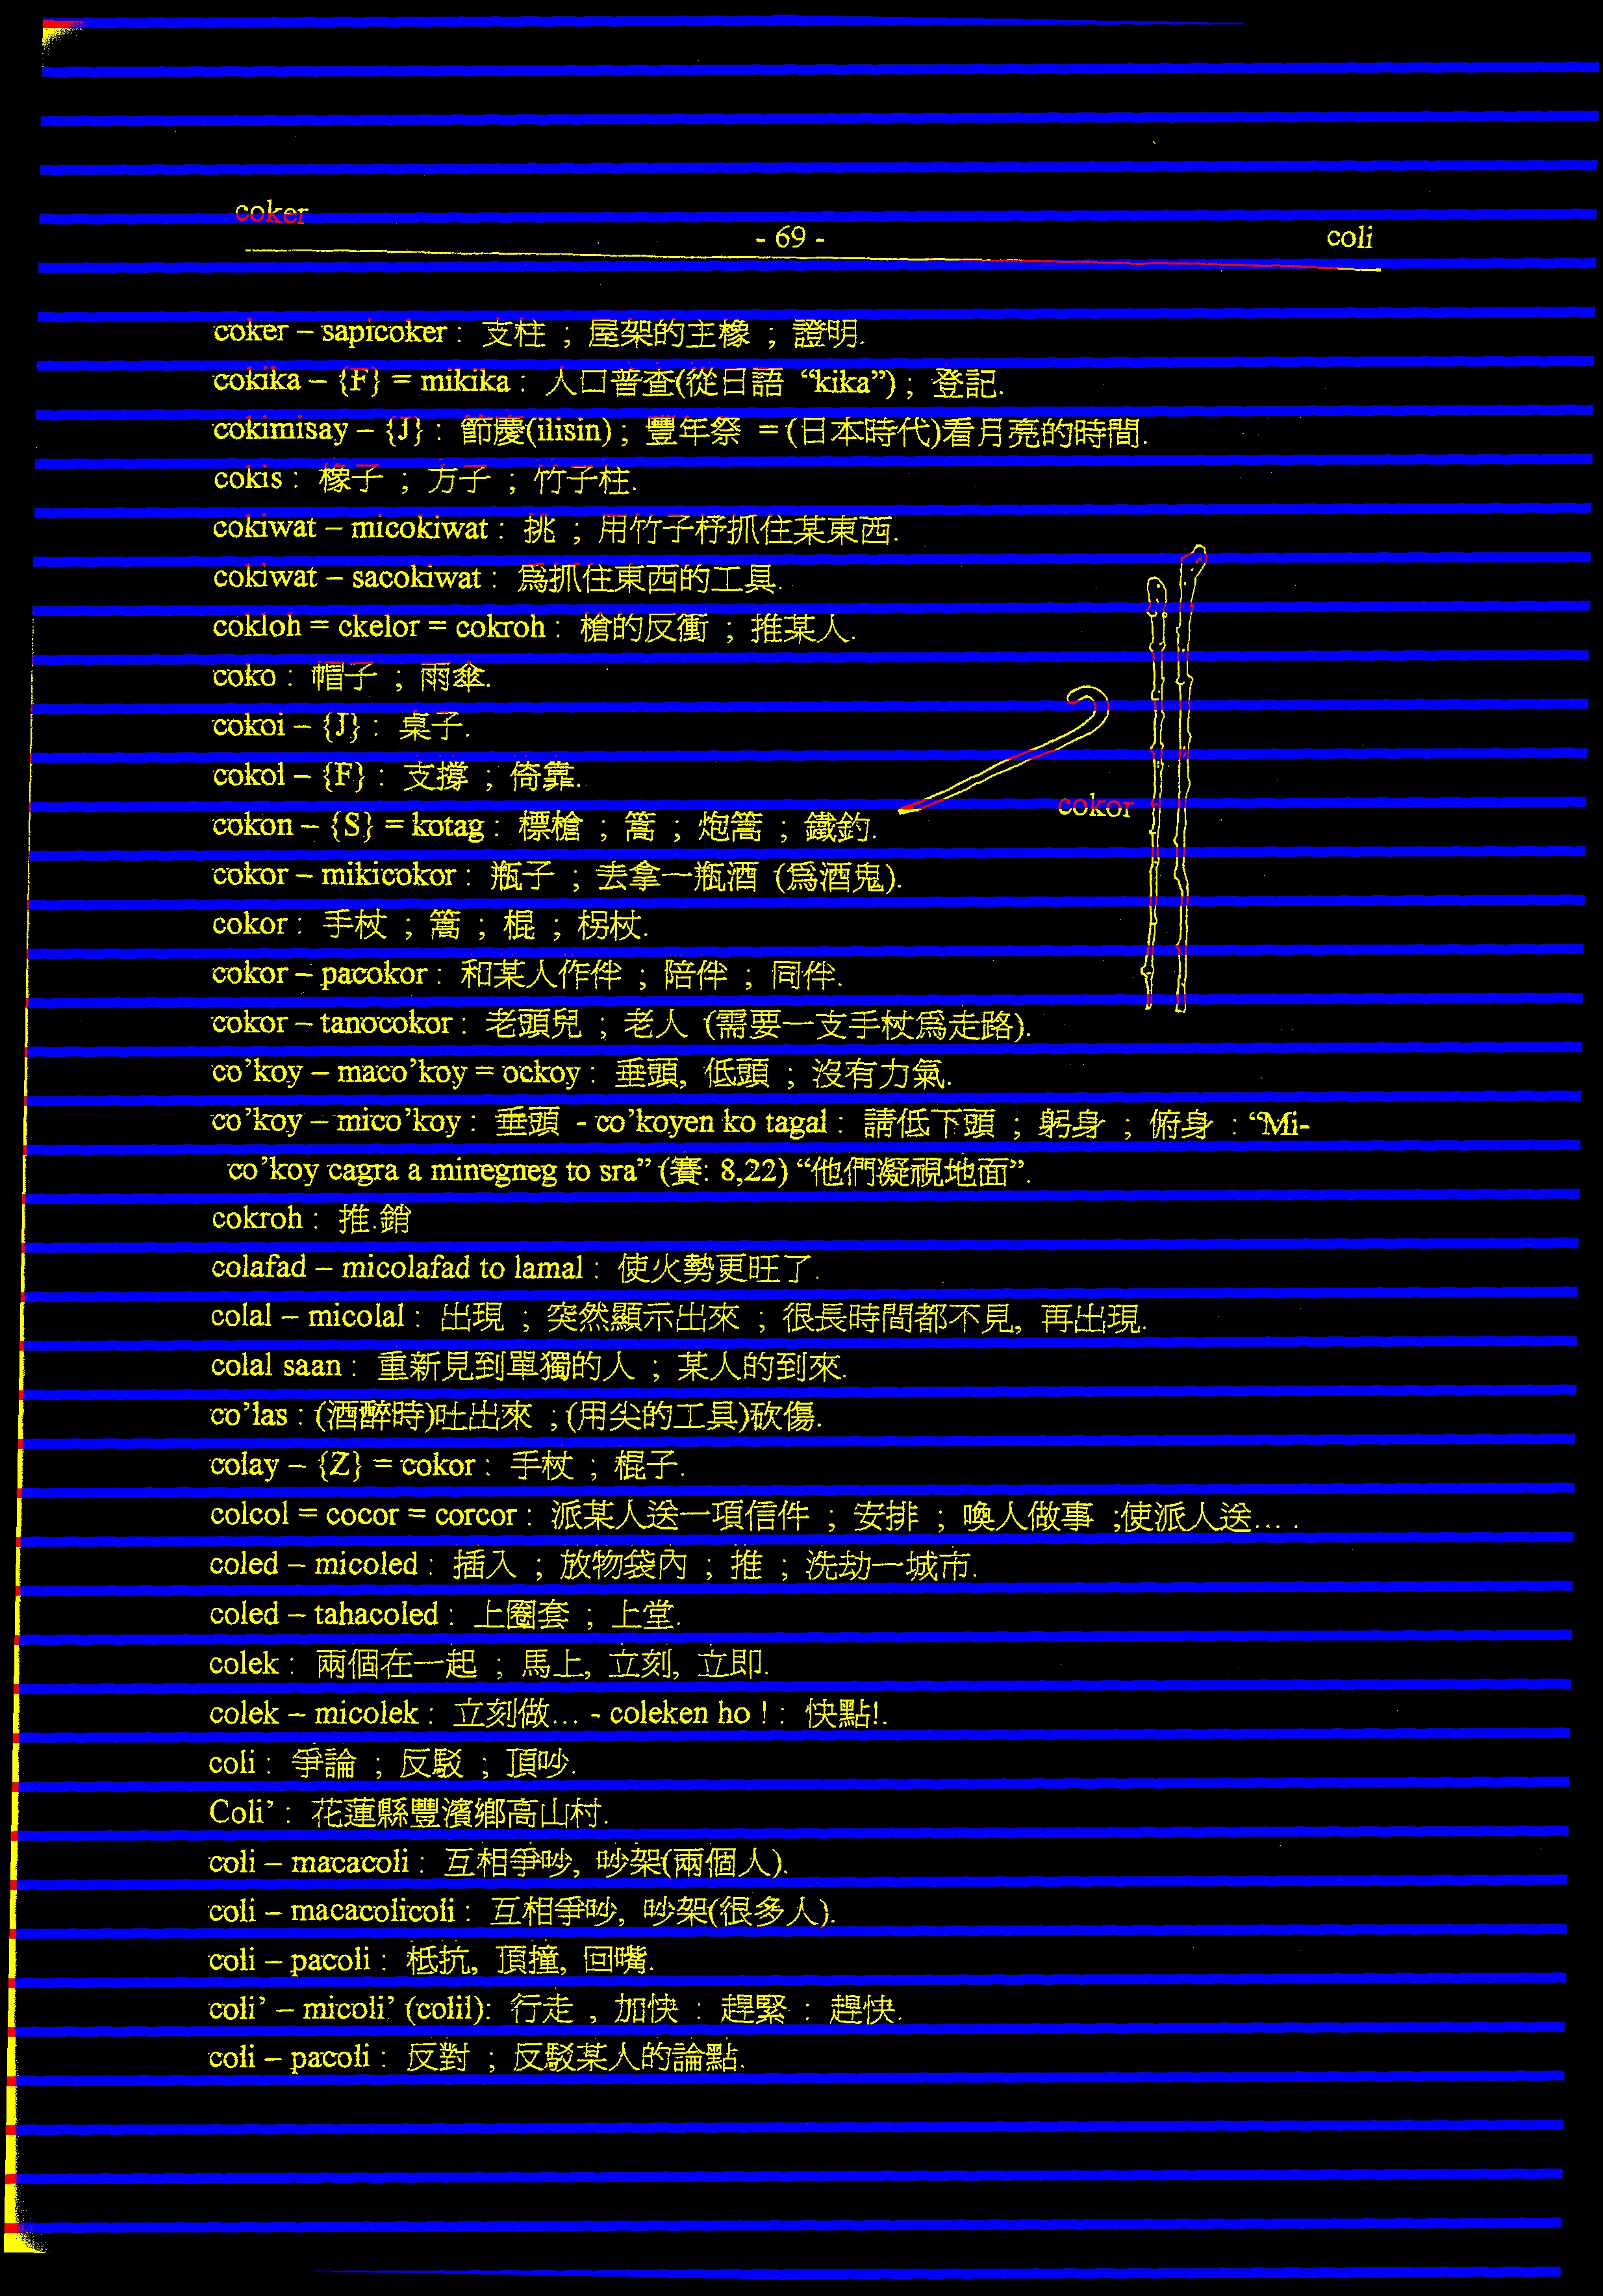 coker
- 69 -
coli
coker – sapicoker : 支柱 ; 屋架的主椽 ; 證明.
cokika – {F} = mikika : 人口普查(從日語 “kika”) ; 登記.
cokimisay – {J} : 節慶(ilisin) ; 豐年祭 = (日本時代)看月亮的時間.
cokis : 椽子 ; 方子 ; 竹子柱.
cokiwat – micokiwat : 挑 ; 用竹子杼抓住某東西.
cokiwat – sacokiwat : 爲抓住東西的工具.
cokloh = ckelor = cokroh : 槍的反衝 ; 推某人.
coko : 帽子 ; 雨傘.
cokoi – {J} : 桌子.
cokol – {F} : 支撐 ; 倚靠.
cokor
cokon – {S} = kotag : 標槍 ; 篙 ; 炮篙 ; 鐵釣.
cokor – mikicokor : 瓶子 ; 去拿一瓶酒 (爲酒鬼).
cokor : 手杖 ; 篙 ; 棍 ; 柺杖.
cokor – pacokor : 和某人作伴 ; 陪伴 ; 同伴.
cokor – tanocokor : 老頭兒 ; 老人 (需要一支手杖爲走路).
co’koy – maco’koy = ockoy : 垂頭, 低頭 ; 沒有力氣.
co’koy – mico’koy : 垂頭 - co’koyen ko tagal : 請低下頭 ; 躬身 ; 俯身 : “Mi-
co’koy cagra a minegneg to sra” (賽: 8,22) “他們凝視地面”.
cokroh : 推.銷
colafad – micolafad to lamal : 使火勢更旺了.
colal – micolal : 出現 ; 突然顯示出來 ; 很長時間都不見, 再出現.
colal saan : 重新見到單獨的人 ; 某人的到來.
co’las : (酒醉時)吐出來 ; (用尖的工具)砍傷.
colay – {Z} = cokor : 手杖 ; 棍子.
colcol = cocor = corcor : 派某人送一項信件 ; 安排 ; 喚人做事 ;使派人送... .
coled – micoled : 插入 ; 放物袋內 ; 推 ; 洗劫一城市.
coled – tahacoled : 上圈套 ; 上堂.
colek : 兩個在一起 ; 馬上, 立刻, 立即.
colek – micolek : 立刻做... - coleken ho ! : 快點!.
coli : 爭論 ; 反駁 ; 頂吵.
Coli’ : 花蓮縣豐濱鄉高山村.
coli – macacoli : 互相爭吵, 吵架(兩個人).
coli – macacolicoli : 互相爭吵, 吵架(很多人).
coli – pacoli : 柢抗, 頂撞, 回嘴.
coli’ – micoli’ (colil): 行走 , 加快 : 趕緊 : 趕快.
coli – pacoli : 反對 ; 反駁某人的論點.